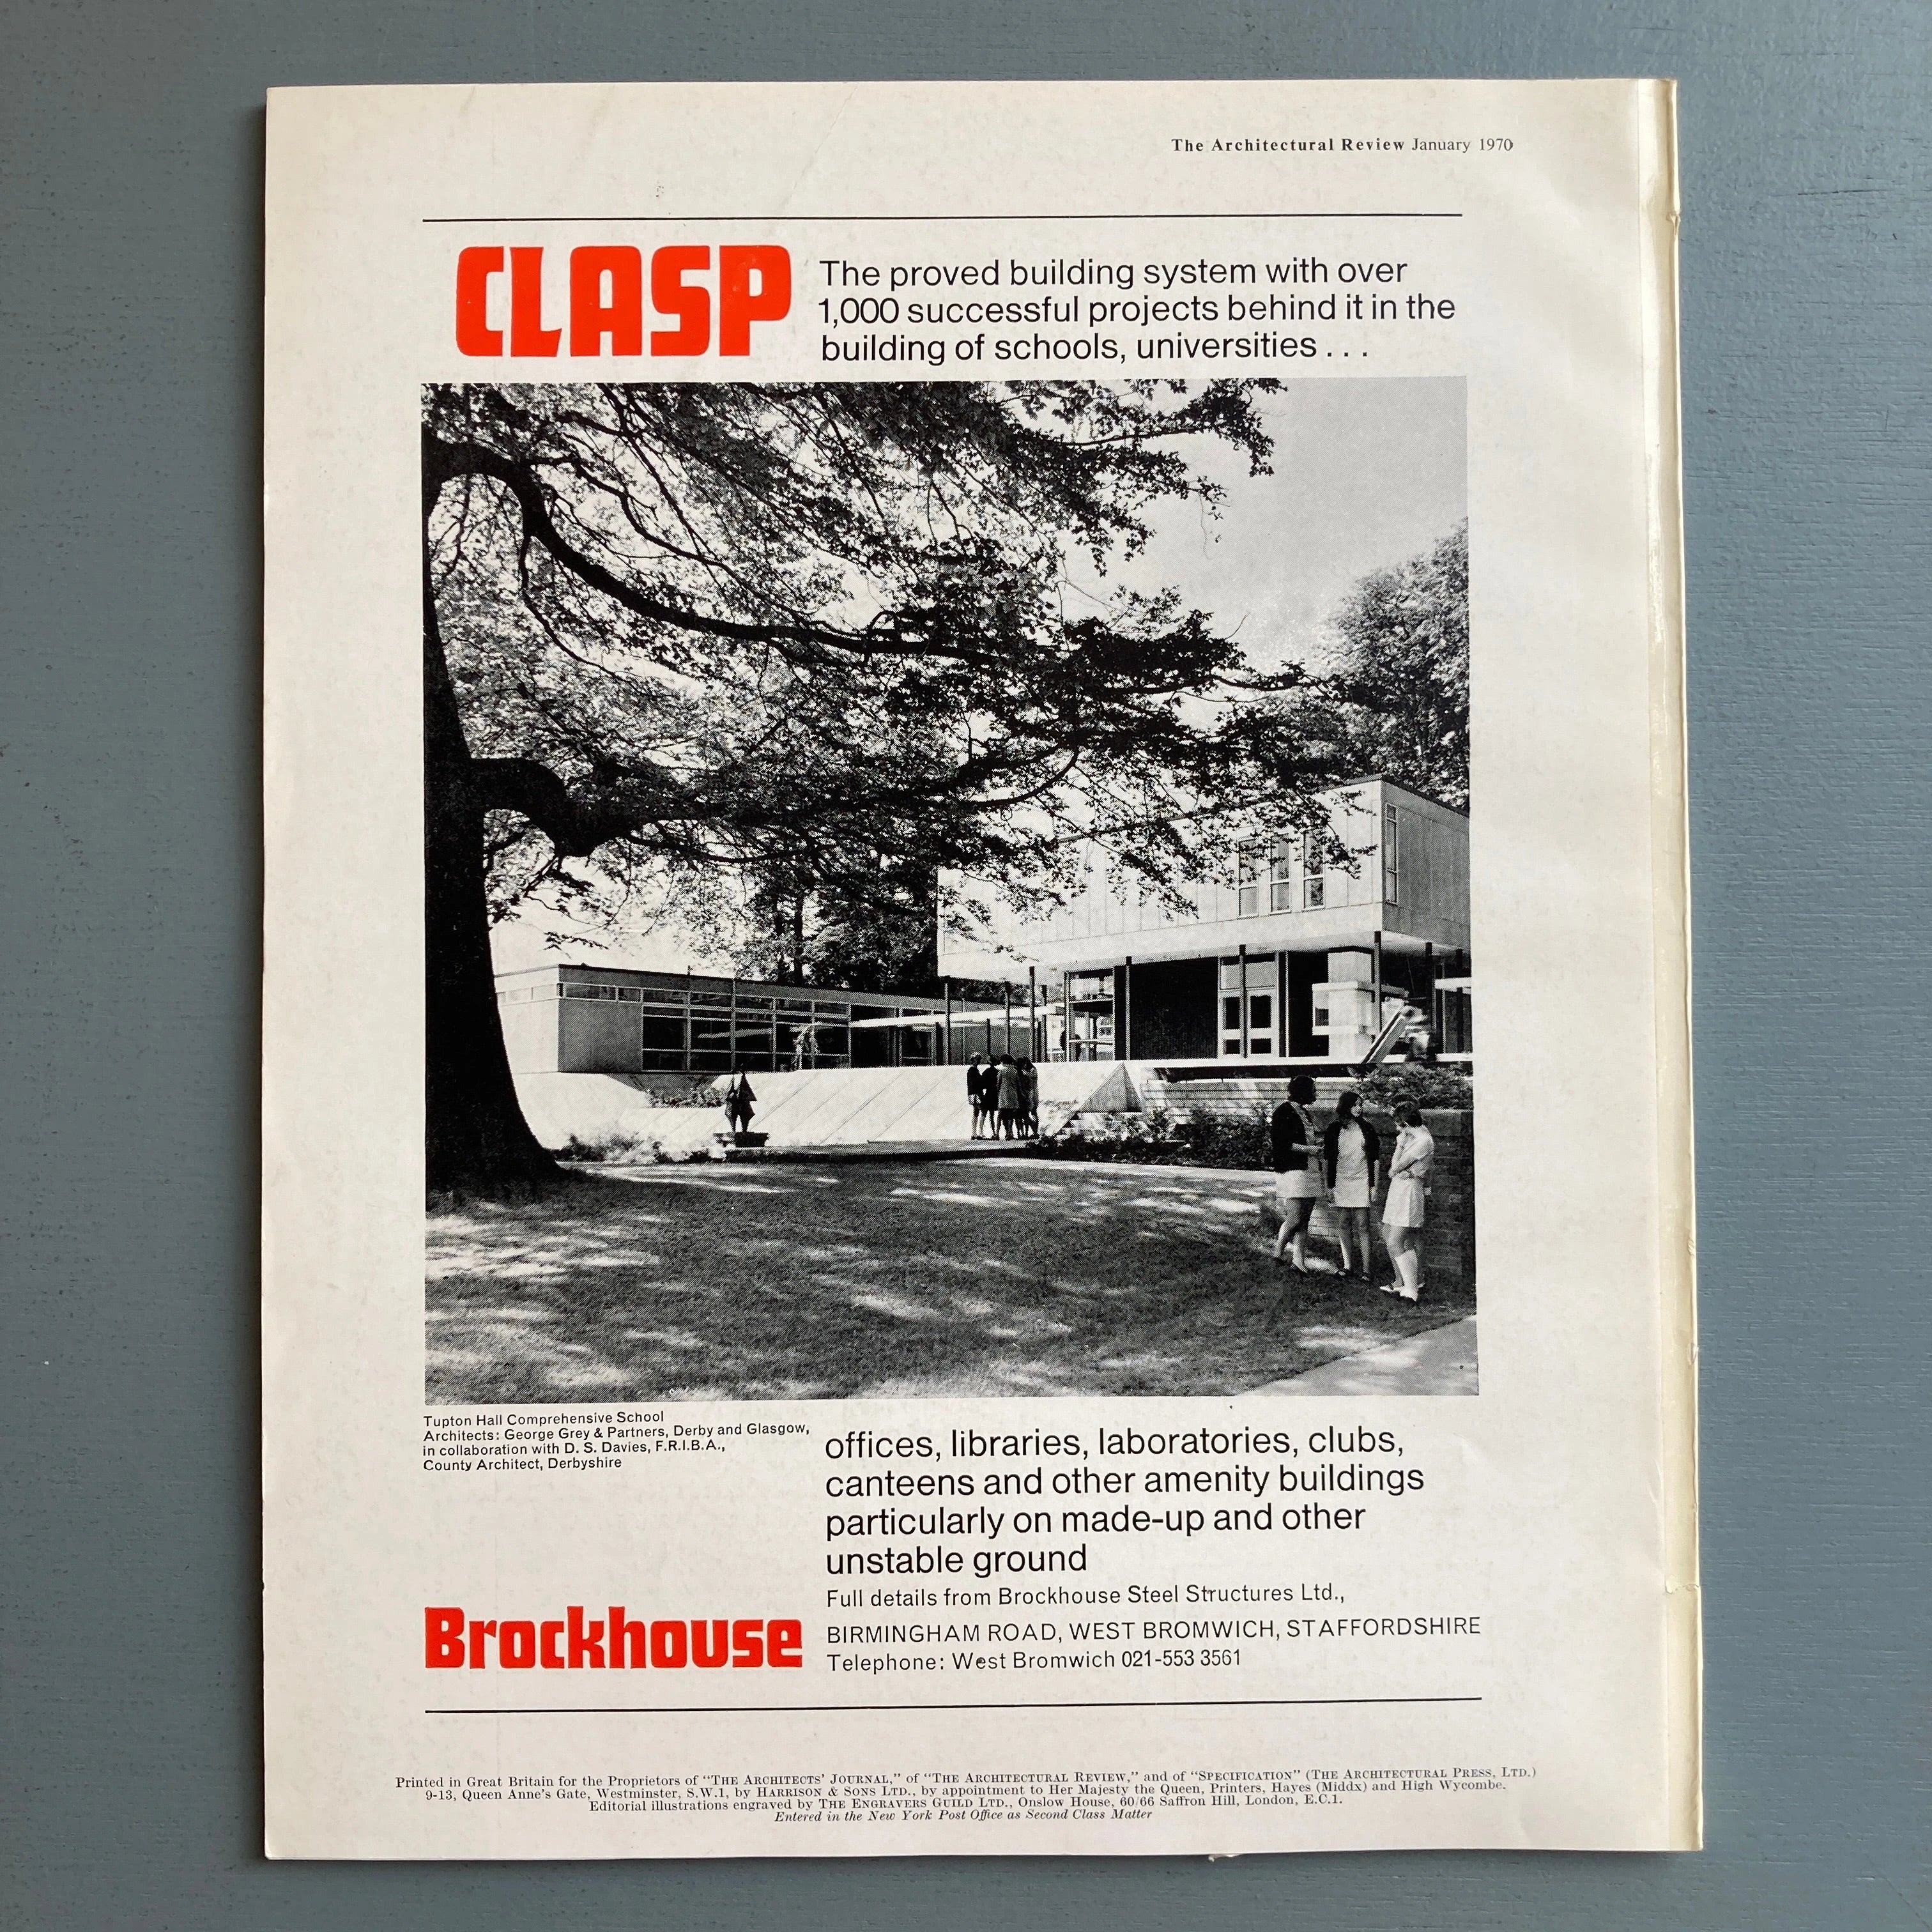 The Architectural Review January 1970
CLASP
The proved building system with over
1,000 successful projects behind it in the
building of schools, universities . . .
Tupton Hall Comprehensive School
Architects: George Grey & Partners, Derby and Glasgow,
in collaboration with D. S. Davies, F.R.I.B.A.,
County Architect, Derbyshire
offices, libraries, laboratories, clubs,
canteens and other amenity buildings
particularly on made-up and other
unstable ground
Full details from Brockhouse Steel Structures Ltd.,
Brockhouse
BIRMINGHAM ROAD, WEST BROMWICH, STAFFORDSHIRE
Telephone: West Bromwich 021-553 3561
Printed in Great Britain for the Proprietors of “THE ARCHITECTS’ JOURNAL,” of “THE ARCHITECTURAL REVIEW,” and of “SPECIFICATION” (THE ARCHITECTURAL PRESS, LTD.)
9-13, Queen Anne’s Gate, Westminster, S.W.1, by HARRISON & SONS LTD., by appointment to Her Majesty the Queen, Printers, Hayes (Middx) and High Wycombe.
Editorial illustrations engraved by THE ENGRAVERS GUILD LTD., Onslow House, 60/66 Saffron Hill, London, E.C.1.
Entered in the New York Post Office as Second Class Matter